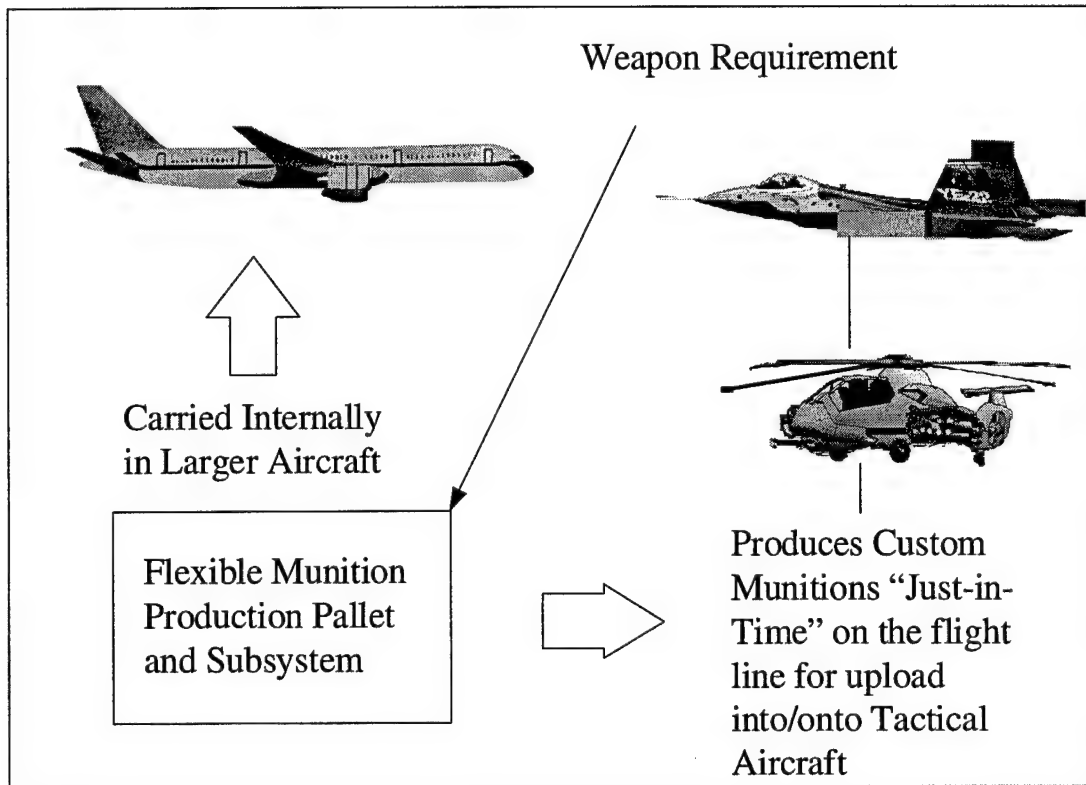 Weapon Requirement
Carried Internally
in Larger Aircraft
Flexible Munition
Production Pallet
and Subsystem
Produces Custom
Munitions “Just-in-
Time” on the flight
line for upload
into/onto Tactical
Aircraft